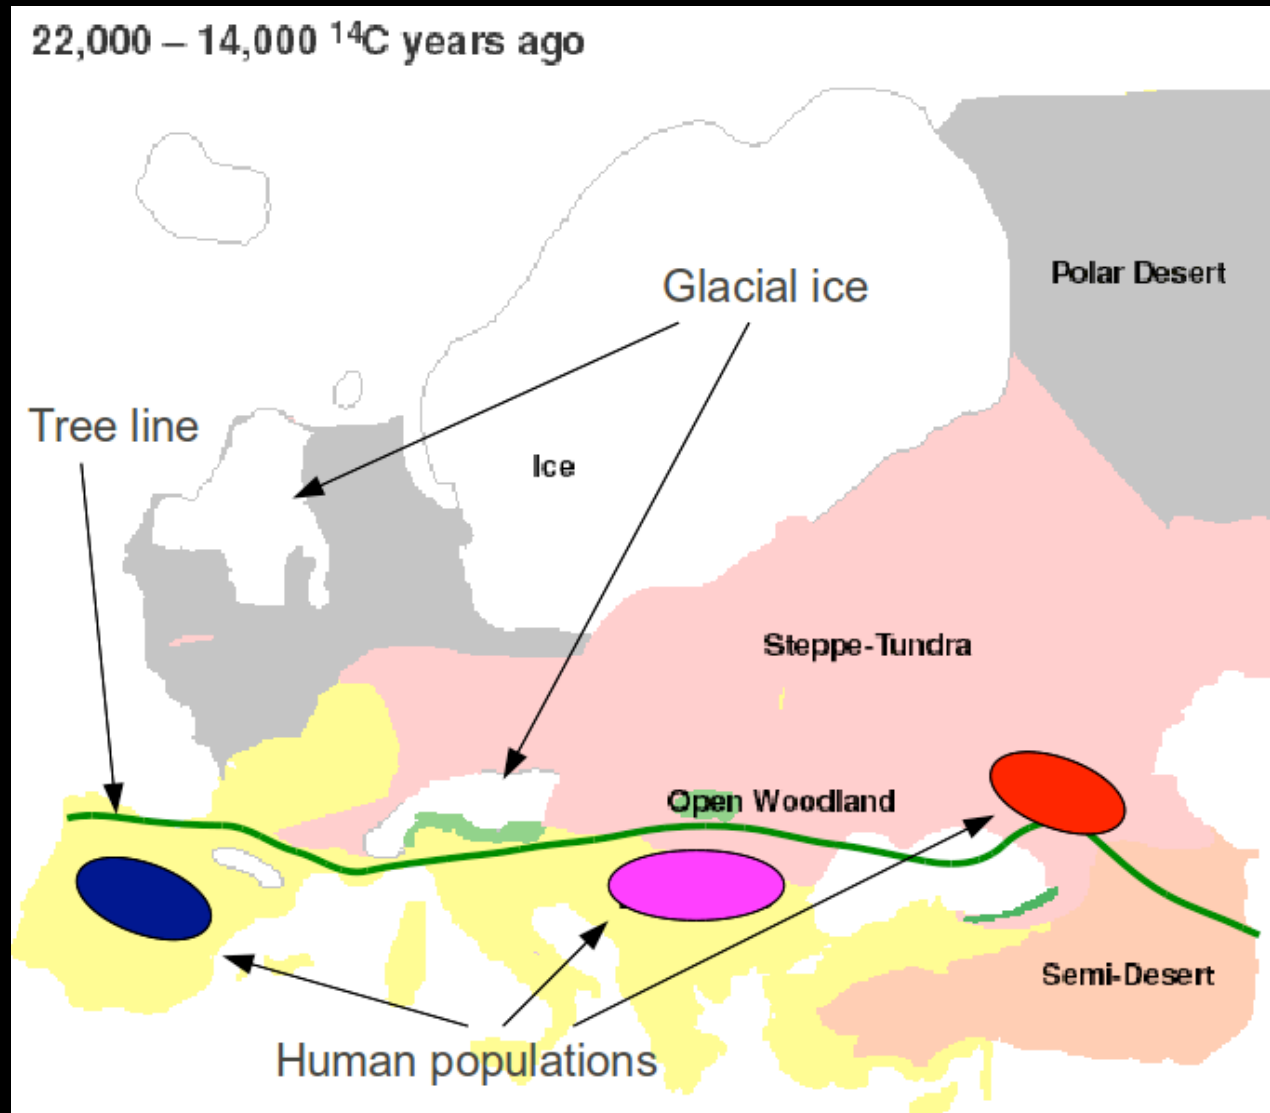 22,000 – 14,000 ¹⁴C years ago
Polar Desert
Glacial ice
Tree line
Ice
Steppe-Tundra
Open Woodland
Semi-Desert
Human populations